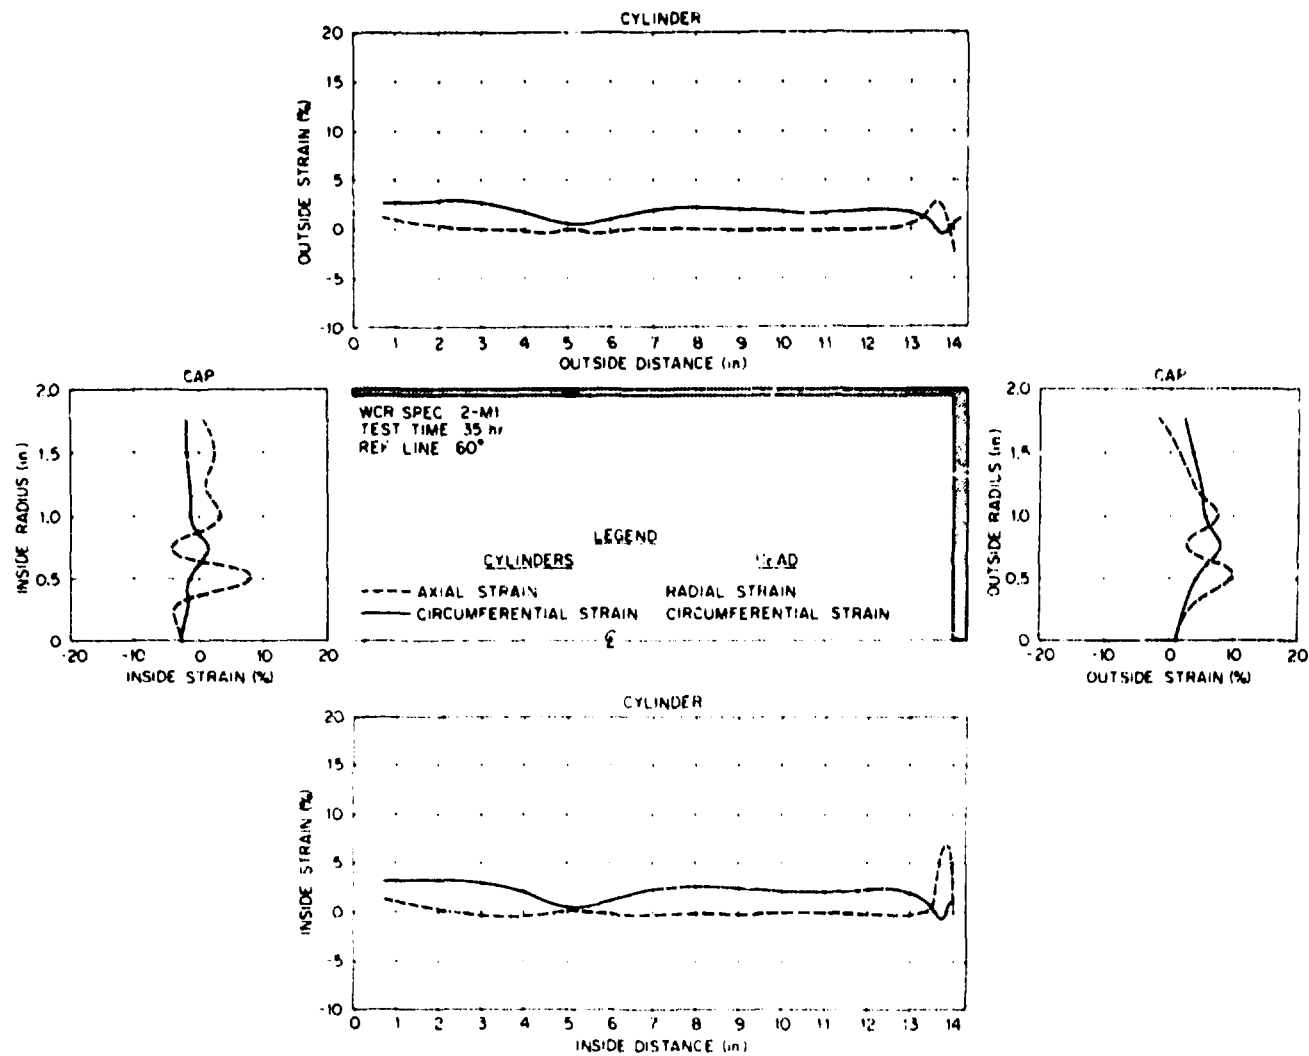 CYLINDER
20
15
10
5
0
-5
-10
OUTSIDE STRAIN (%)
0 1 2 3 4 5 6 7 8 9 10 11 12 13 14
OUTSIDE DISTANCE (in)
CAP
2.0
1.5
1.0
0.5
0
INSIDE RADIUS (in)
-20 -10 0 10 20
INSIDE STRAIN (%)
WCR SPEC 2-M1
TEST TIME 35 hr
REF LINE 60°
LEGEND
CYLINDERS
AXIAL STRAIN RADIAL STRAIN
CIRCUMFERENTIAL STRAIN CIRCUMFERENTIAL STRAIN
℄
CAP
2.0
1.5
1.0
0.5
0
OUTSIDE RADIUS (in)
-20 -10 0 10 20
OUTSIDE STRAIN (%)
CYLINDER
20
15
10
5
0
-5
-10
INSIDE STRAIN (%)
0 1 2 3 4 5 6 7 8 9 10 11 12 13 14
INSIDE DISTANCE (in)